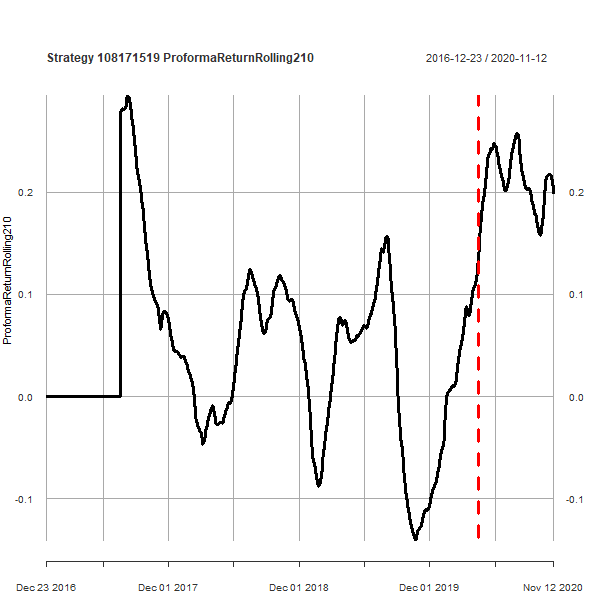 Strategy 108171519 ProformaReturnRolling210
2016-12-23 / 2020-11-12
ProformaReturnRolling210
0.2
0.2
0.1
0.1
0.0
0.0
-0.1
-0.1
Dec 23 2016
Dec 01 2017
Dec 01 2018
Dec 01 2019
Nov 12 2020